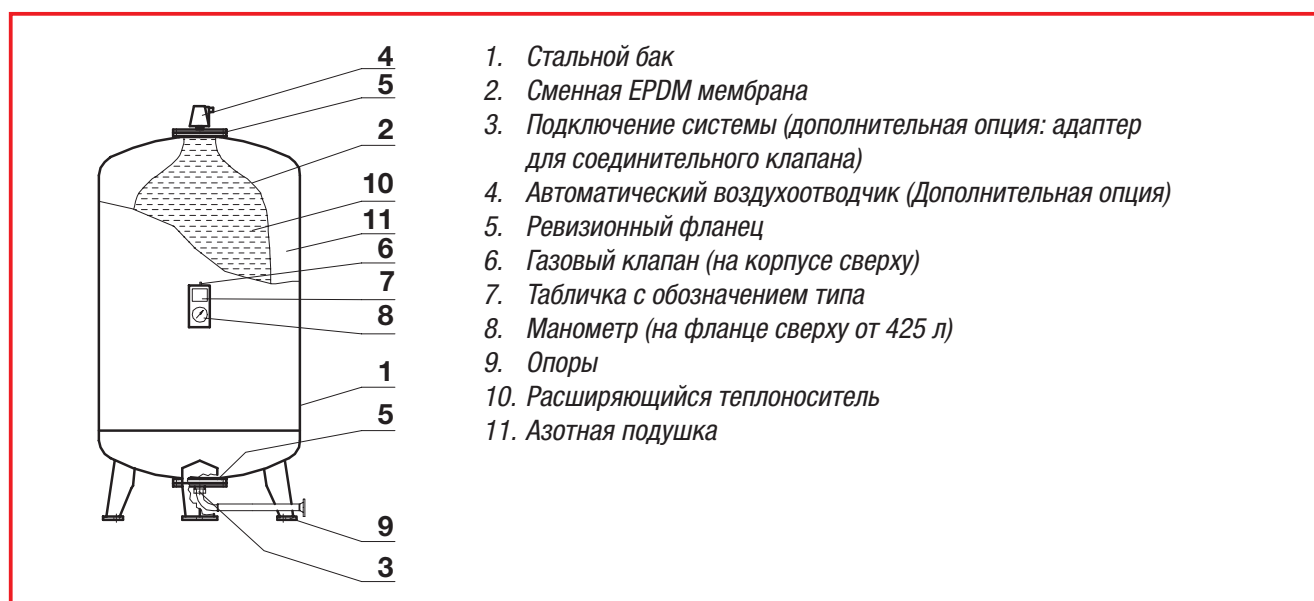 4
5
2
10
11
6
7
8
1
5
9
3
1. Стальной бак
2. Сменная EPDM мембрана
3. Подключение системы (дополнительная опция: адаптер
для соединительного клапана)
4. Автоматический воздухоотводчик (Дополнительная опция)
5. Ревизионный фланец
6. Газовый клапан (на корпусе сверху)
7. Табличка с обозначением типа
8. Манометр (на фланце сверху от 425 л)
9. Опоры
10. Расширяющийся теплоноситель
11. Азотная подушка